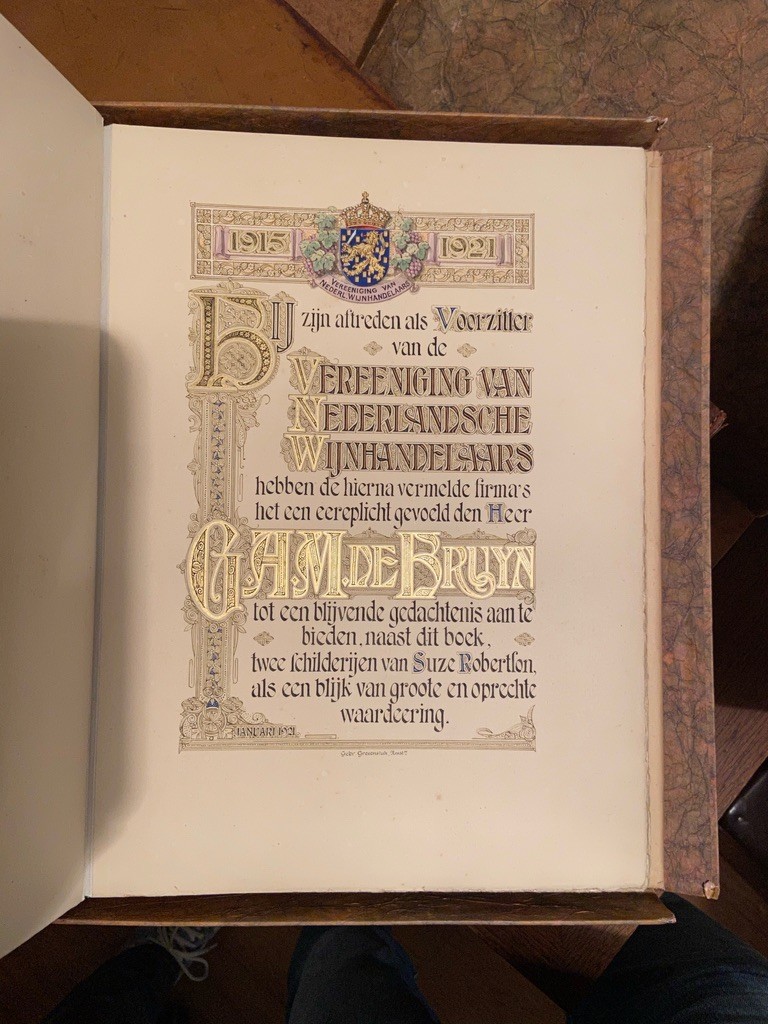 1915
1921
VEREENIGING VAN
NEDERL. WIJNHANDELAARS
BIJ zijn aftreden als Voorzitter
van de
VEREENIGING VAN
NEDERLANDSCHE
WIJNHANDELAARS
hebben de hierna vermelde firma's
het een eereplicht gevoeld den Heer
G.A.M. DE BRUYN
tot een blijvende gedachtenis aan te
bieden, naast dit boek,
twee schilderijen van Suze Robertson,
als een blijk van groote en oprechte
waardeering.
JANUARI 1921
Gebr.